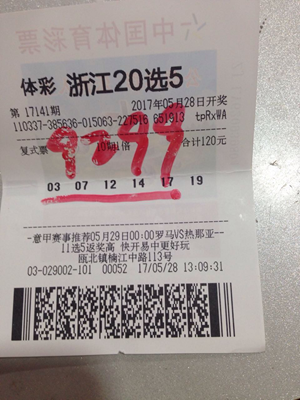 中国体育彩票
体彩 浙江20选5
第 17141期 2017年05月28日开奖
110337-385636-015063-227516 651913 tpRxWA
复式票 10期1倍 合计120元
03 07 12 14 17 19
—意甲赛事推荐05月29日00:00罗马VS热那亚—
11选5返奖高 快开易中更好玩
瓯北镇楠江中路113号
03-029002-101 00052 17/05/28 13:09:31